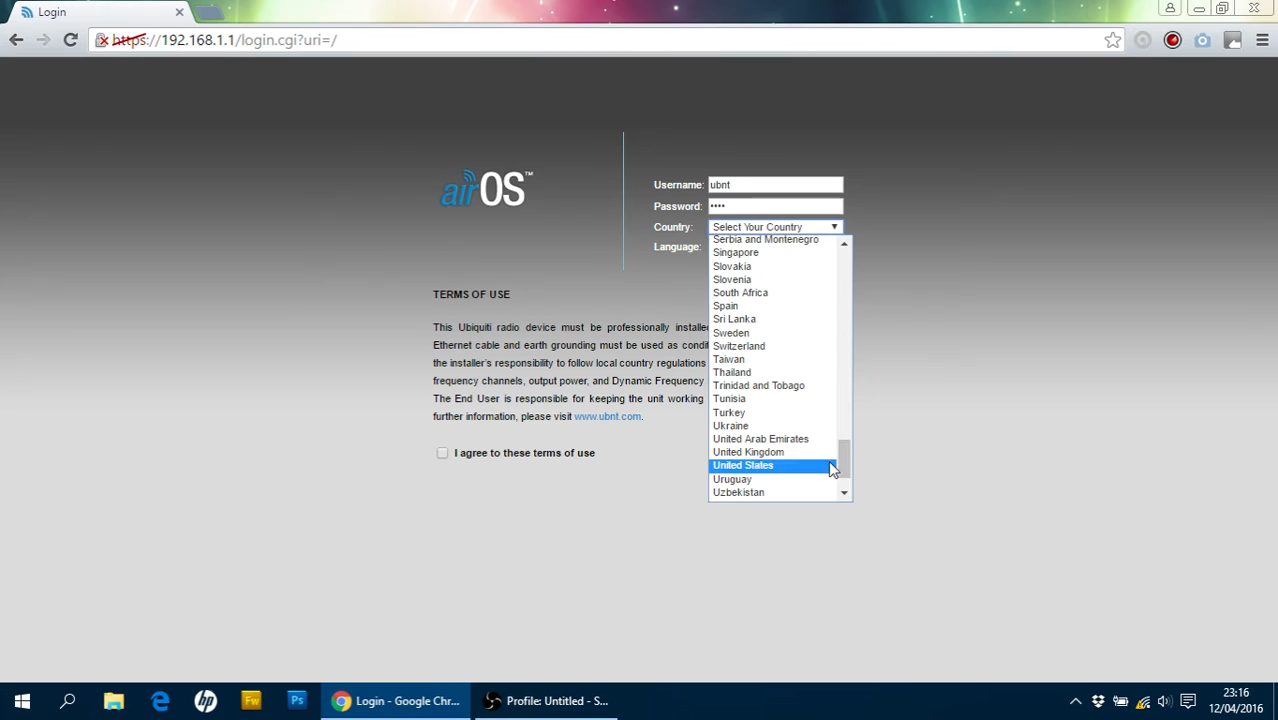 Login
https://192.168.1.1/login.cgi?uri=/
airOS™
Username: ubnt
Password: ••••
Country: Select Your Country
Language:
Serbia and Montenegro
Singapore
Slovakia
Slovenia
South Africa
Spain
Sri Lanka
Sweden
Switzerland
Taiwan
Thailand
Trinidad and Tobago
Tunisia
Turkey
Ukraine
United Arab Emirates
United Kingdom
United States
Uruguay
Uzbekistan
TERMS OF USE
This Ubiquiti radio device must be professionally installe
Ethernet cable and earth grounding must be used as condit
the installer's responsibility to follow local country regulations
frequency channels, output power, and Dynamic Frequency
The End User is responsible for keeping the unit working
further information, please visit www.ubnt.com.
I agree to these terms of use
hp
Fw
Ps
Login - Google Chr...
Profile: Untitled - S...
23:16
12/04/2016